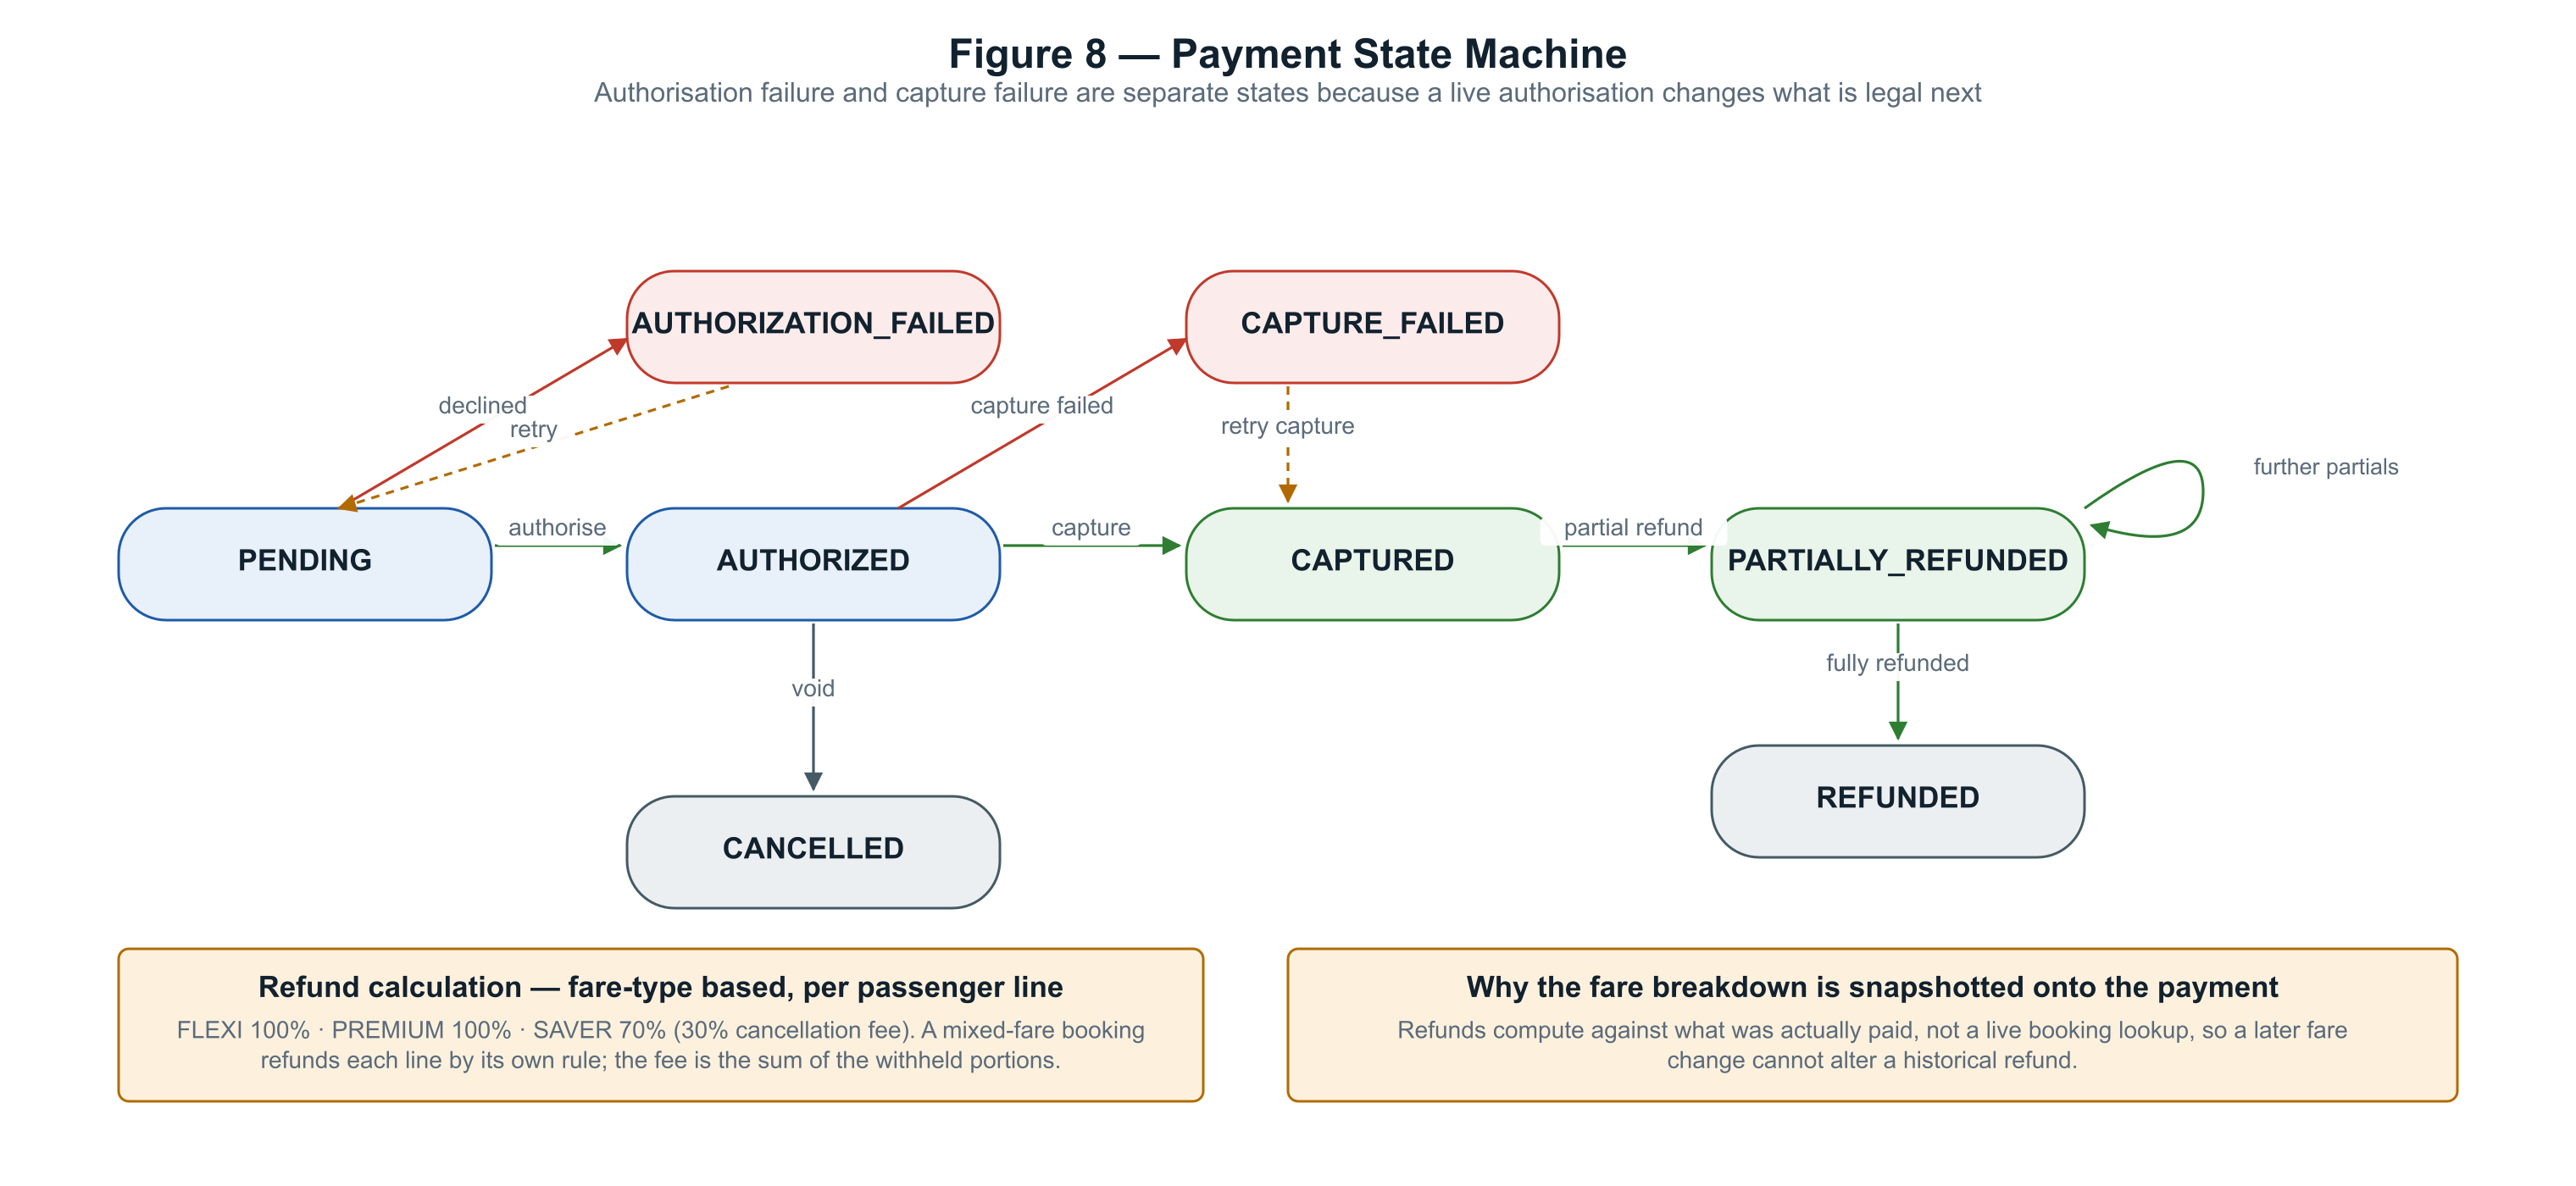 Figure 8 — Payment State Machine
Authorisation failure and capture failure are separate states because a live authorisation changes what is legal next
AUTHORIZATION_FAILED
CAPTURE_FAILED
declined
retry
capture failed
retry capture
further partials
PENDING
authorise
AUTHORIZED
capture
CAPTURED
partial refund
PARTIALLY_REFUNDED
void
fully refunded
CANCELLED
REFUNDED
Refund calculation — fare-type based, per passenger line
FLEXI 100% · PREMIUM 100% · SAVER 70% (30% cancellation fee). A mixed-fare booking
refunds each line by its own rule; the fee is the sum of the withheld portions.
Why the fare breakdown is snapshotted onto the payment
Refunds compute against what was actually paid, not a live booking lookup, so a later fare
change cannot alter a historical refund.